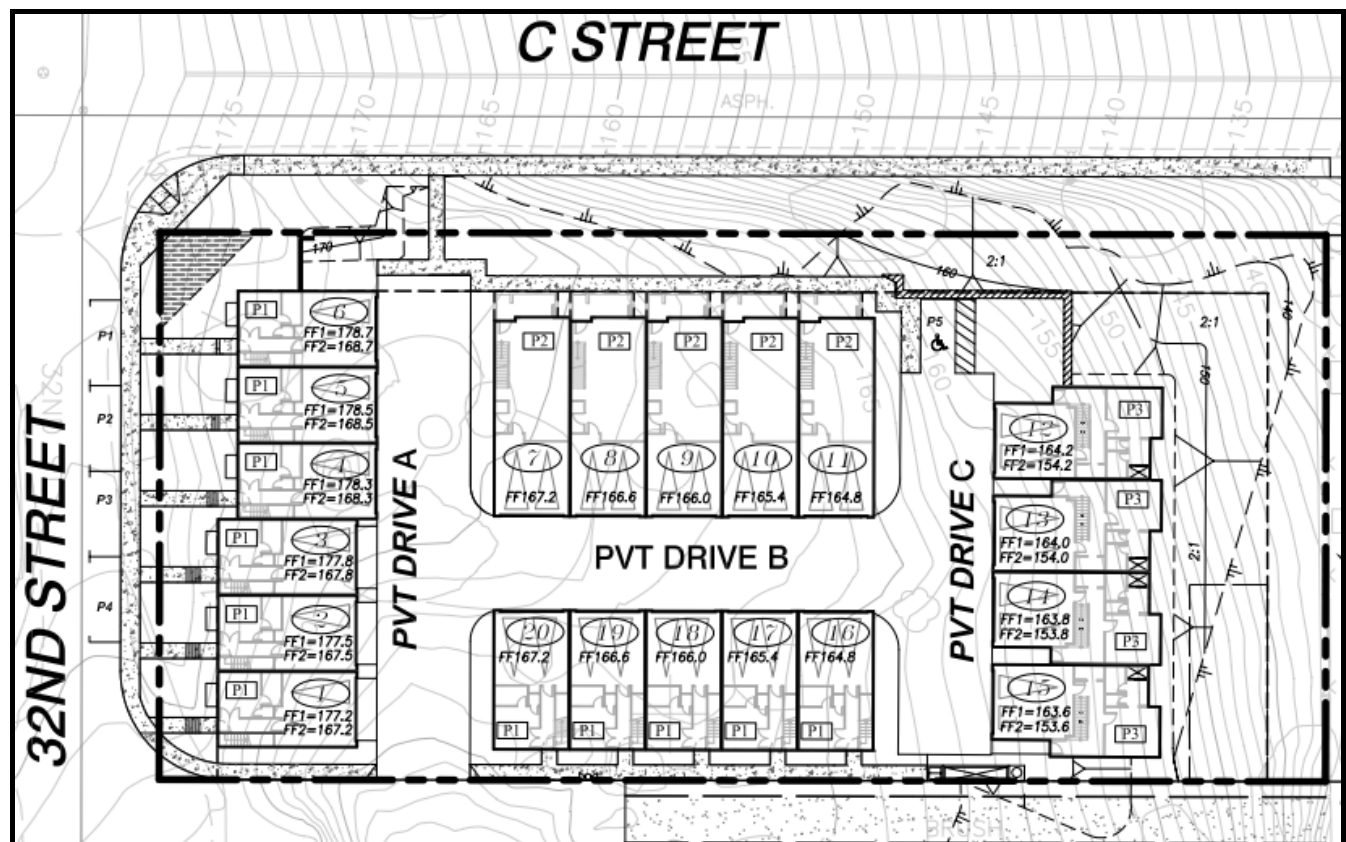 C STREET
ASPH.
175
170
165
160
150
145
140
135
170
160
2:1
P1
6
FF1=178.7
FF2=168.7
P1
P2
P2
P2
P2
P2
P5
155
150
45
40
2:1
140
150
P1
5
FF1=178.5
FF2=168.5
P2
165
160
P3
12
FF1=164.2
FF2=154.2
P1
4
FF1=178.3
FF2=168.3
P3
7
FF167.2
8
FF166.6
9
FF166.0
10
FF165.4
11
FF164.8
P3
13
FF1=164.0
FF2=154.0
2:1
32ND STREET
PVT DRIVE A
PVT DRIVE B
PVT DRIVE C
P1
3
FF1=177.8
FF2=167.8
P4
P1
2
FF1=177.5
FF2=167.5
14
FF1=163.8
FF2=153.8
P3
20
FF167.2
19
FF166.6
18
FF166.0
17
FF165.4
16
FF164.8
P1
1
FF1=177.2
FF2=167.2
15
FF1=163.6
FF2=153.6
P3
P1
P1
P1
P1
P1
BRUSH